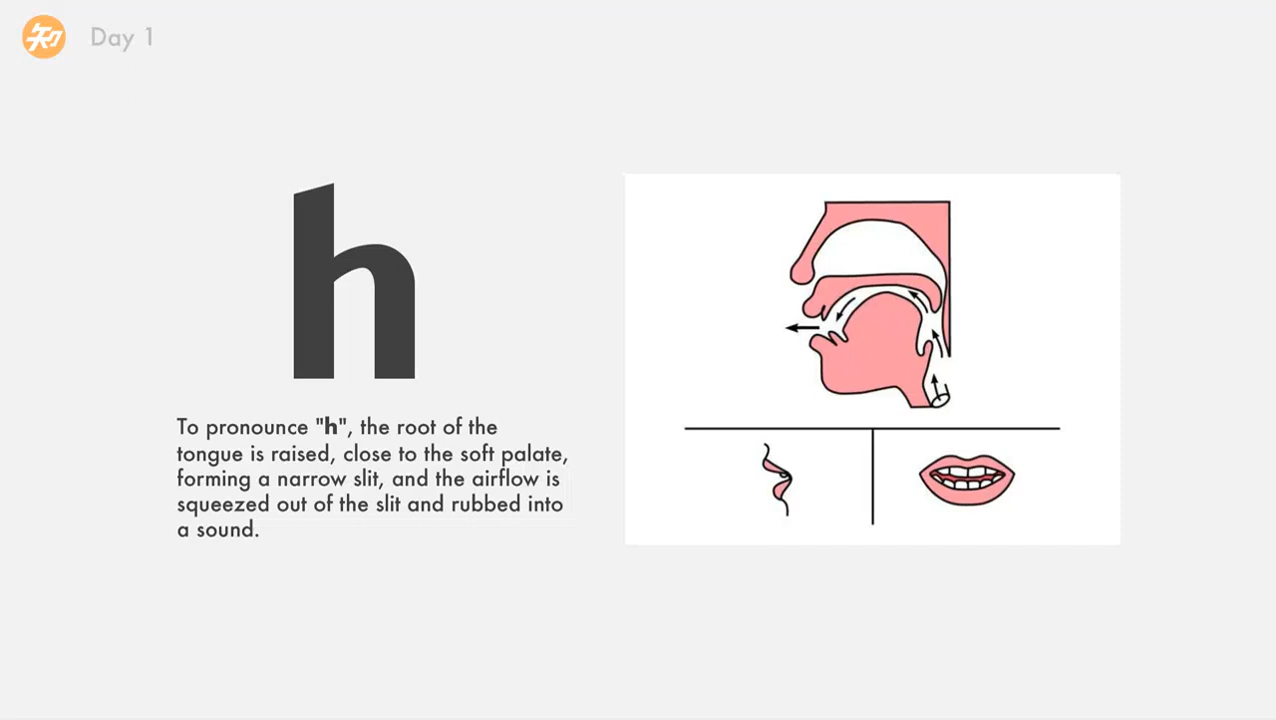 知ク
Day 1
h
To pronounce "h", the root of the
tongue is raised, close to the soft palate,
forming a narrow slit, and the airflow is
squeezed out of the slit and rubbed into
a sound.